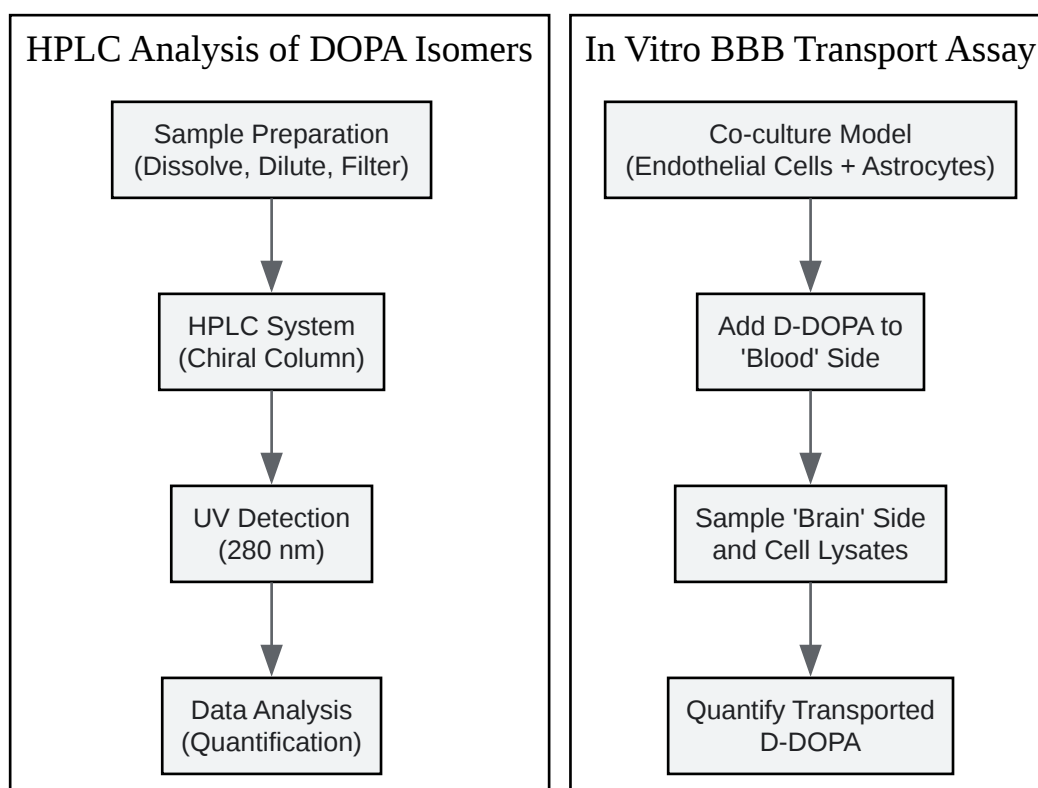 HPLC Analysis of DOPA Isomers
Sample Preparation
(Dissolve, Dilute, Filter)
HPLC System
(Chiral Column)
UV Detection
(280 nm)
Data Analysis
(Quantification)
In Vitro BBB Transport Assay
Co-culture Model
(Endothelial Cells + Astrocytes)
Add D-DOPA to
'Blood' Side
Sample 'Brain' Side
and Cell Lysates
Quantify Transported
D-DOPA